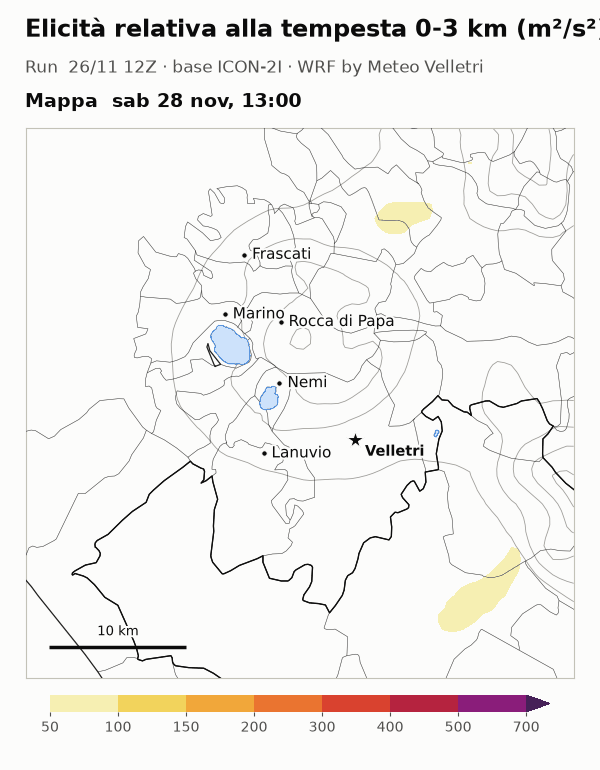 Elicità relativa alla tempesta 0-3 km (m²/s²)
Run 26/11 12Z · base ICON-2I · WRF by Meteo Velletri
Mappa sab 28 nov, 13:00
Frascati
Marino
Rocca di Papa
Nemi
Velletri
Lanuvio
10 km
50 100 150 200 300 400 500 700